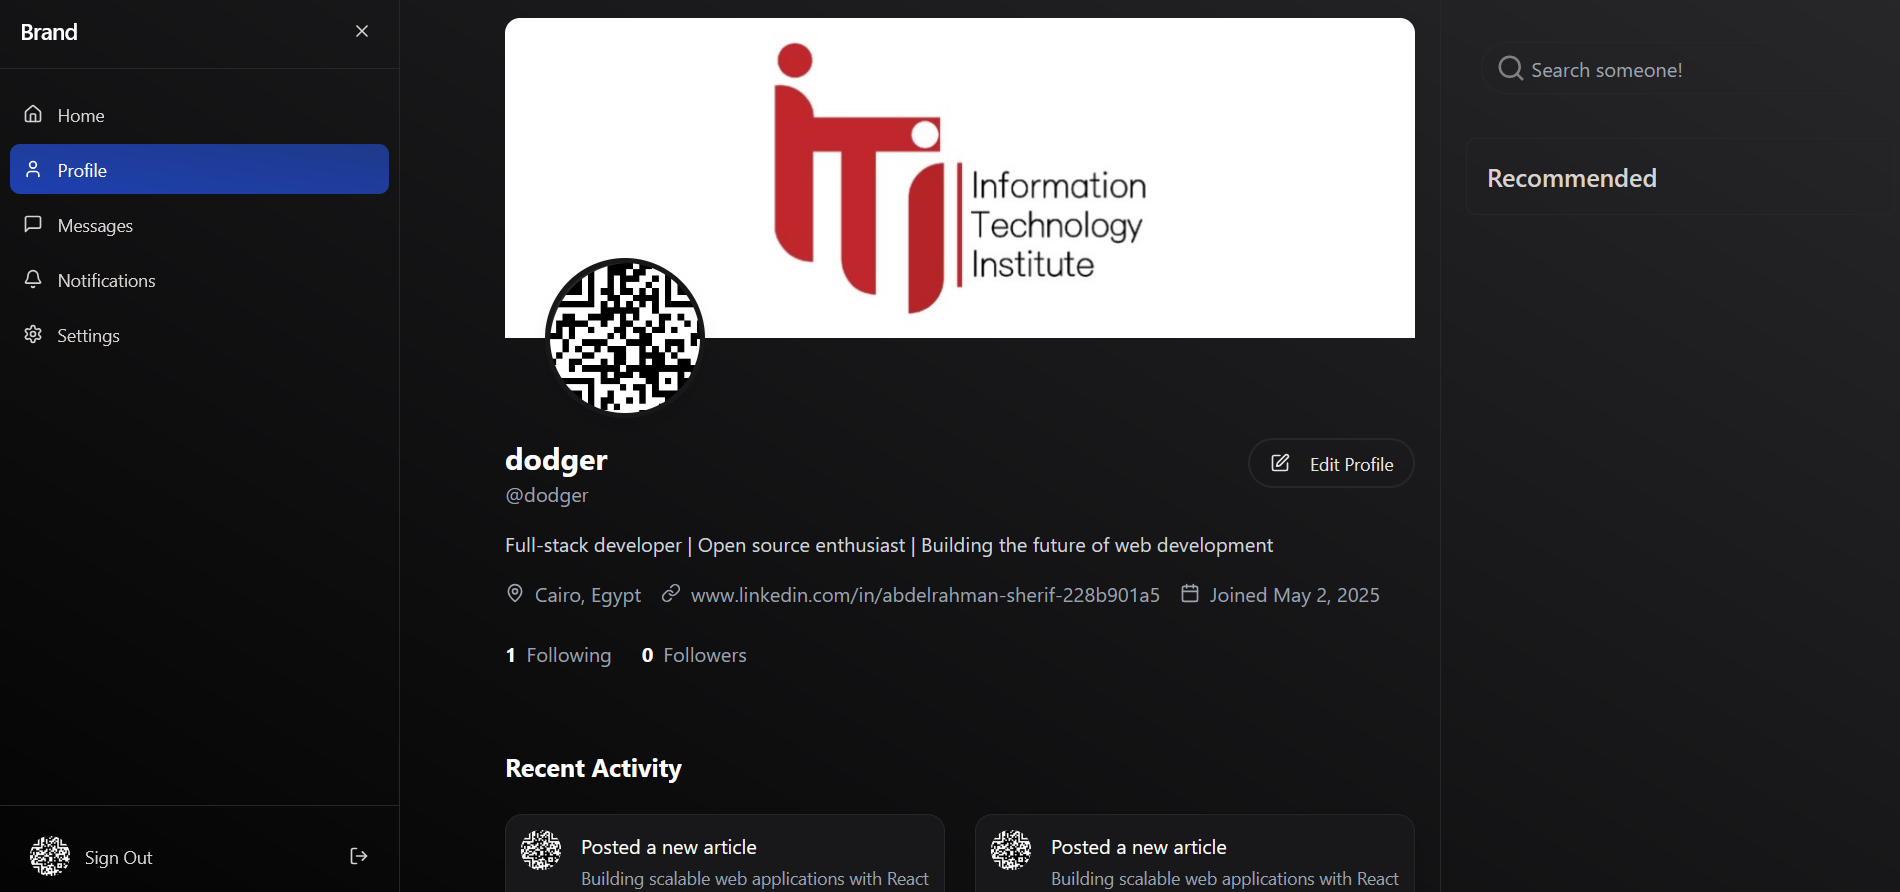 Brand
Home
Profile
Messages
Notifications
Settings
Sign Out
Information
Technology
Institute
dodger
@dodger
Edit Profile
Full-stack developer | Open source enthusiast | Building the future of web development
Cairo, Egypt www.linkedin.com/in/abdelrahman-sherif-228b901a5 Joined May 2, 2025
1 Following 0 Followers
Recent Activity
Posted a new article
Building scalable web applications with React
Posted a new article
Building scalable web applications with React
Search someone!
Recommended